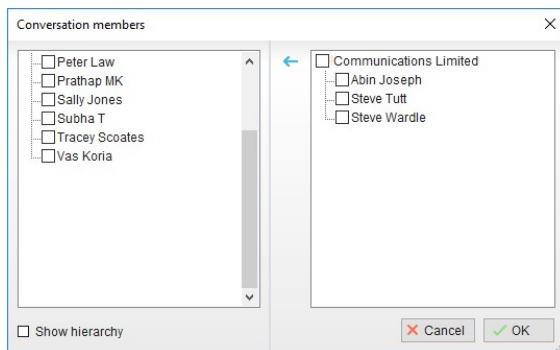 Conversation members
Peter Law
Prathap MK
Sally Jones
Subha T
Tracey Scoates
Vas Koria
Communications Limited
Abin Joseph
Steve Tutt
Steve Wardle
Show hierarchy
Cancel
OK